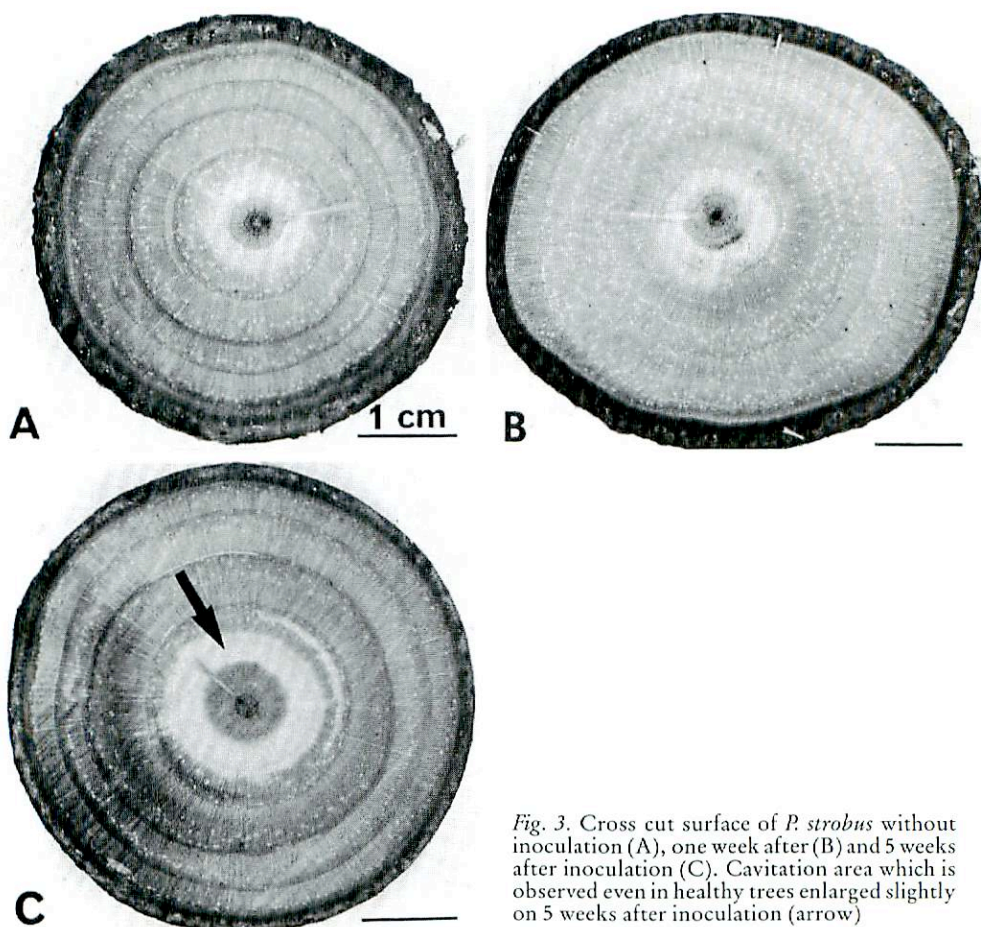 A
1 cm
B
C
Fig. 3. Cross cut surface of P. strobus without
inoculation (A), one week after (B) and 5 weeks
after inoculation (C). Cavitation area which is
observed even in healthy trees enlarged slightly
on 5 weeks after inoculation (arrow)